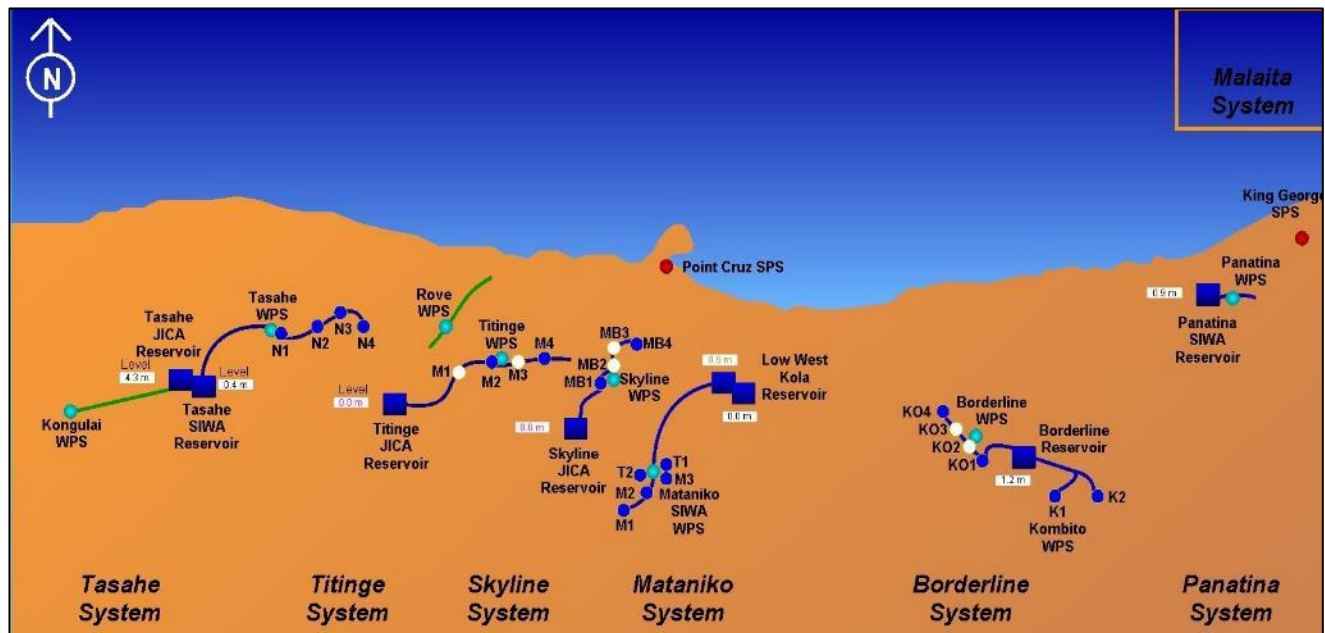 N
Malaita
System
King George
SPS
Point Cruz SPS
Panatina
WPS
0.9 m
Panatina
SIWA
Reservoir
Tasahe
JICA
Reservoir
Level
4.3 m
Level
0.4 m
Tasahe
WPS
N1
N2
N3
N4
Kongulai
WPS
Tasahe
SIWA
Reservoir
Rove
WPS
Titinge
WPS
M1
M2
M3
M4
Level
0.0 m
Titinge
JICA
Reservoir
MB3
MB4
MB2
MB1
Skyline
WPS
0.0 m
Skyline
JICA
Reservoir
Low West
Kola
Reservoir
0.0 m
T2
T1
M3
M2
M1
Mataniko
SIWA
WPS
KO4
KO3
KO2
KO1
Borderline
WPS
Borderline
Reservoir
1.2 m
K1
K2
Kombito
WPS
Tasahe
System
Titinge
System
Skyline
System
Mataniko
System
Borderline
System
Panatina
System